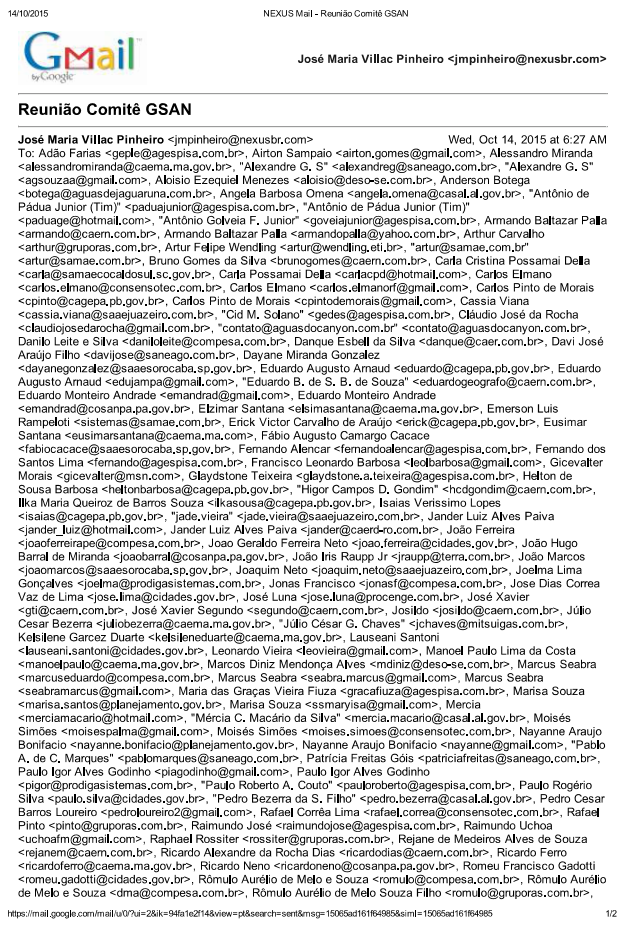 14/10/2015 NEXUS Mail - Reunião Comitê GSAN
Gmail
by Google
José Maria Villac Pinheiro <jmpinheiro@nexusbr.com>
Reunião Comitê GSAN
José Maria Villac Pinheiro <jmpinheiro@nexusbr.com> Wed, Oct 14, 2015 at 6:27 AM
To: Adão Farias <geple@agespisa.com.br>, Airton Sampaio <airton.gomes@gmail.com>, Alessandro Miranda
<alessandromiranda@caema.ma.gov.br>, "Alexandre G. S" <alexandreg@saneago.com.br>, "Alexandre G. S"
<agsouzaa@gmail.com>, Aloisio Ezequiel Menezes <aloisio@deso-se.com.br>, Anderson Botega
<botega@aguasdejaguaruna.com.br>, Angela Barbosa Omena <angela.omena@casal.al.gov.br>, "Antônio de
Pádua Junior (Tim)" <paduajunior@agespisa.com.br>, "Antônio de Pádua Junior (Tim)"
<paduage@hotmail.com>, "Antônio Golveia F. Junior" <goveiajunior@agespisa.com.br>, Armando Baltazar Palla
<armando@caern.com.br>, Armando Baltazar Palla <armandopalla@yahoo.com.br>, Arthur Carvalho
<arthur@gruporas.com.br>, Artur Felipe Wendling <artur@wendling.eti.br>, "artur@samae.com.br"
<artur@samae.com.br>, Bruno Gomes da Silva <brunogomes@caern.com.br>, Carla Cristina Possamai Della
<carla@samaecocaldosul.sc.gov.br>, Carla Possamai Della <carlacpd@hotmail.com>, Carlos Elmano
<carlos.elmano@consensotec.com.br>, Carlos Elmano <carlos.elmanorf@gmail.com>, Carlos Pinto de Morais
<cpinto@cagepa.pb.gov.br>, Carlos Pinto de Morais <cpintodemorais@gmail.com>, Cassia Viana
<cassia.viana@saaejuazeiro.com.br>, "Cid M. Solano" <gedes@agespisa.com.br>, Cláudio José da Rocha
<claudiojosedarocha@gmail.com>, "contato@aguasdocanyon.com.br" <contato@aguasdocanyon.com.br>,
Danilo Leite e Silva <daniloleite@compesa.com.br>, Danque Esbell da Silva <danque@caer.com.br>, Davi José
Araújo Filho <davijose@saneago.com.br>, Dayane Miranda Gonzalez
<dayanegonzalez@saaesorocaba.sp.gov.br>, Eduardo Augusto Arnaud <eduardo@cagepa.pb.gov.br>, Eduardo
Augusto Arnaud <edujampa@gmail.com>, "Eduardo B. de S. B. de Souza" <eduardogeografo@caern.com.br>,
Eduardo Monteiro Andrade <emandrad@gmail.com>, Eduardo Monteiro Andrade
<emandrad@cosanpa.pa.gov.br>, Elzimar Santana <elsimasantana@caema.ma.gov.br>, Emerson Luis
Rampeloti <sistemas@samae.com.br>, Erick Victor Carvalho de Araújo <erick@cagepa.pb.gov.br>, Eusimar
Santana <eusimarsantana@caema.ma.com>, Fábio Augusto Camargo Cacace
<fabiocacace@saaesorocaba.sp.gov.br>, Fernando Alencar <fernandoalencar@agespisa.com.br>, Fernando dos
Santos Lima <fernando@agespisa.com.br>, Francisco Leonardo Barbosa <leolbarbosa@gmail.com>, Gicevalter
Morais <gicevalter@msn.com>, Glaydstone Teixeira <glaydstone.a.teixeira@agespisa.com.br>, Helton de
Sousa Barbosa <heltonbarbosa@cagepa.pb.gov.br>, "Higor Campos D. Gondim" <hcdgondim@caern.com.br>,
Ilka Maria Queiroz de Barros Souza <ilkasousa@cagepa.pb.gov.br>, Isaias Verissimo Lopes
<isaias@cagepa.pb.gov.br>, "jade.vieira" <jade.vieira@saaejuazeiro.com.br>, Jander Luiz Alves Paiva
<jander_luiz@hotmail.com>, Jander Luiz Alves Paiva <jander@caerd-ro.com.br>, João Ferreira
<joaoferreirape@compesa.com.br>, Joao Geraldo Ferreira Neto <joao.ferreira@cidades.gov.br>, João Hugo
Barral de Miranda <joaobarral@cosanpa.pa.gov.br>, João Iris Raupp Jr <jraupp@terra.com.br>, João Marcos
<joaomarcos@saaesorocaba.sp.gov.br>, Joaquim Neto <joaquim.neto@saaejuazeiro.com.br>, Joelma Lima
Gonçalves <joelma@prodigasistemas.com.br>, Jonas Francisco <jonasf@compesa.com.br>, Jose Dias Correa
Vaz de Lima <jose.lima@cidades.gov.br>, José Luna <jose.luna@procenge.com.br>, José Xavier
<gti@caern.com.br>, José Xavier Segundo <segundo@caern.com.br>, Josildo <josildo@caern.com.br>, Júlio
Cesar Bezerra <juliobezerra@caema.ma.gov.br>, "Júlio César G. Chaves" <jchaves@mitsuigas.com.br>,
Kelsilene Garcez Duarte <kelsileneduarte@caema.ma.gov.br>, Lauseani Santoni
<lauseani.santoni@cidades.gov.br>, Leonardo Vieira <leovieira@gmail.com>, Manoel Paulo Lima da Costa
<manoelpaulo@caema.ma.gov.br>, Marcos Diniz Mendonça Alves <mdiniz@deso-se.com.br>, Marcus Seabra
<marcuseduardo@compesa.com.br>, Marcus Seabra <seabra.marcus@gmail.com>, Marcus Seabra
<seabramarcus@gmail.com>, Maria das Graças Vieira Fiuza <gracafiuza@agespisa.com.br>, Marisa Souza
<marisa.santos@planejamento.gov.br>, Marisa Souza <ssmaryisa@gmail.com>, Mercia
<merciamacario@hotmail.com>, "Mércia C. Macário da Silva" <mercia.macario@casal.al.gov.br>, Moisés
Simões <moisespalma@gmail.com>, Moisés Simões <moises.simoes@consensotec.com.br>, Nayanne Araujo
Bonifacio <nayanne.bonifacio@planejamento.gov.br>, Nayanne Araujo Bonifacio <nayanne@gmail.com>, "Pablo
A. de C. Marques" <pablomarques@saneago.com.br>, Patrícia Freitas Góis <patriciafreitas@saneago.com.br>,
Paulo Igor Alves Godinho <piagodinho@gmail.com>, Paulo Igor Alves Godinho
<pigor@prodigasistemas.com.br>, "Paulo Roberto A. Couto" <pauloroberto@agespisa.com.br>, Paulo Rogério
Silva <paulo.silva@cidades.gov.br>, "Pedro Bezerra da S. Filho" <pedro.bezerra@casal.al.gov.br>, Pedro Cesar
Barros Loureiro <pedroloureiro2@gmail.com>, Rafael Corrêa Lima <rafael.correa@consensotec.com.br>, Rafael
Pinto <pinto@gruporas.com.br>, Raimundo José <raimundojose@agespisa.com.br>, Raimundo Uchoa
<uchoafm@gmail.com>, Raphael Rossiter <rossiter@gruporas.com.br>, Rejane de Medeiros Alves de Souza
<rejanem@caern.com.br>, Ricardo Alexandre da Rocha Dias <ricardodias@caern.com.br>, Ricardo Ferro
<ricardoferro@caema.ma.gov.br>, Ricardo Neno <ricardoneno@cosanpa.pa.gov.br>, Romeu Francisco Gadotti
<romeu.gadotti@cidades.gov.br>, Rômulo Aurélio de Melo e Souza <romulo@compesa.com.br>, Rômulo Aurélio
de Melo e Souza <dma@compesa.com.br>, Rômulo Aurélio de Melo Souza Filho <romulo@gruporas.com.br>,
https://mail.google.com/mail/u/0/?ui=2&ik=94fa1e2f14&view=pt&search=sent&msg=15065ad161f64985&siml=15065ad161f64985 1/2